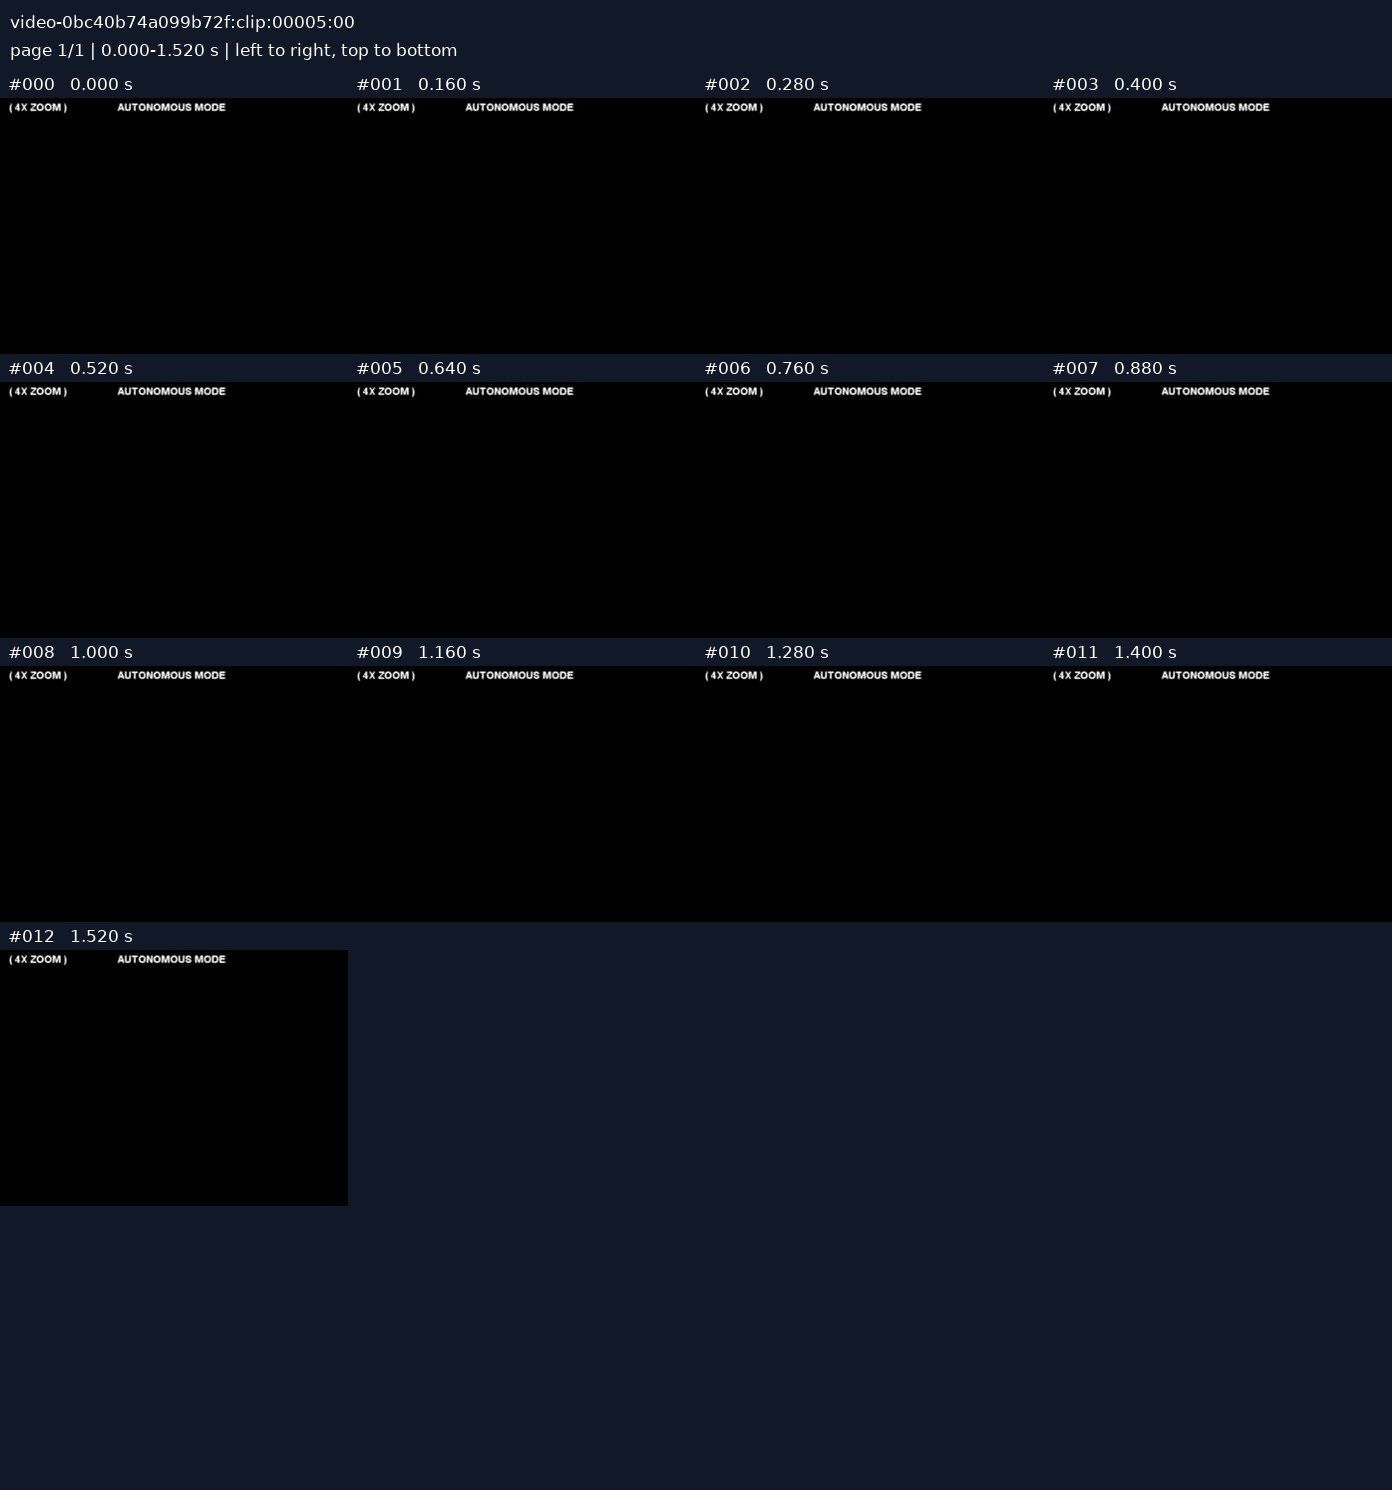 video-0bc40b74a099b72f:clip:00005:00
page 1/1 | 0.000-1.520 s | left to right, top to bottom
#000 0.000 s
#001 0.160 s
#002 0.280 s
#003 0.400 s
( 4X ZOOM ) AUTONOMOUS MODE
( 4X ZOOM ) AUTONOMOUS MODE
( 4X ZOOM ) AUTONOMOUS MODE
( 4X ZOOM ) AUTONOMOUS MODE
#004 0.520 s
#005 0.640 s
#006 0.760 s
#007 0.880 s
( 4X ZOOM ) AUTONOMOUS MODE
( 4X ZOOM ) AUTONOMOUS MODE
( 4X ZOOM ) AUTONOMOUS MODE
( 4X ZOOM ) AUTONOMOUS MODE
#008 1.000 s
#009 1.160 s
#010 1.280 s
#011 1.400 s
( 4X ZOOM ) AUTONOMOUS MODE
( 4X ZOOM ) AUTONOMOUS MODE
( 4X ZOOM ) AUTONOMOUS MODE
( 4X ZOOM ) AUTONOMOUS MODE
#012 1.520 s
( 4X ZOOM ) AUTONOMOUS MODE